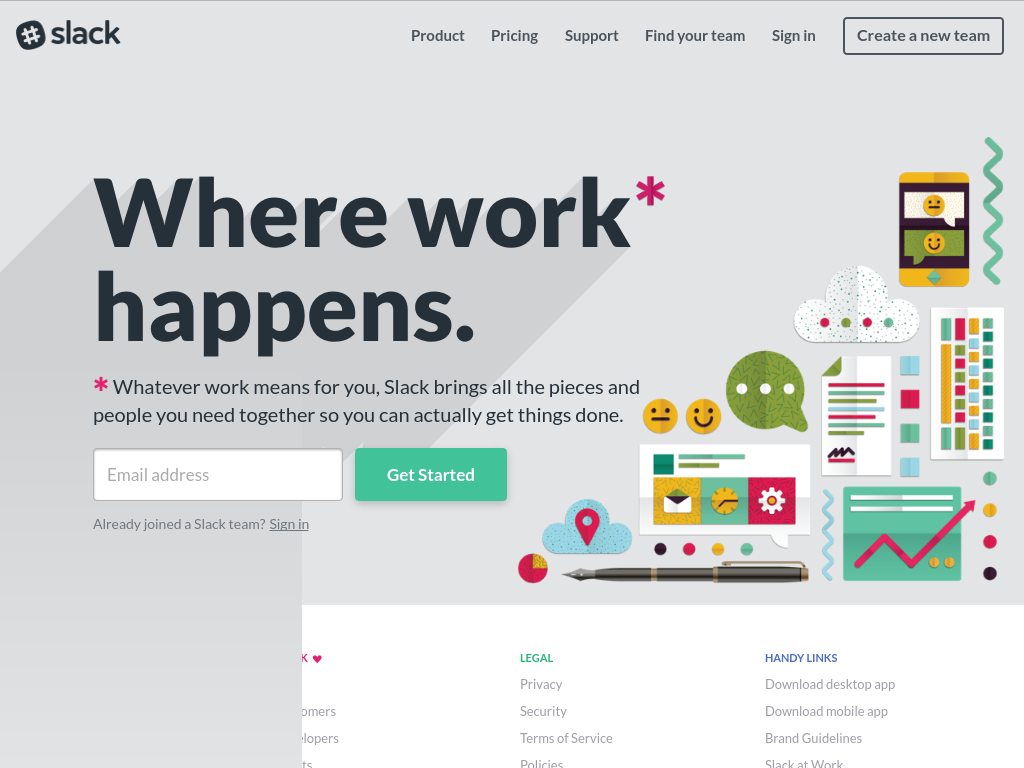 slack
Product Pricing Support Find your team Sign in Create a new team
Where work*
happens.
* Whatever work means for you, Slack brings all the pieces and
people you need together so you can actually get things done.
Email address Get Started
Already joined a Slack team? Sign in
LEGAL HANDY LINKS
Privacy Download desktop app
Security Download mobile app
Terms of Service Brand Guidelines
Policies Slack at Work